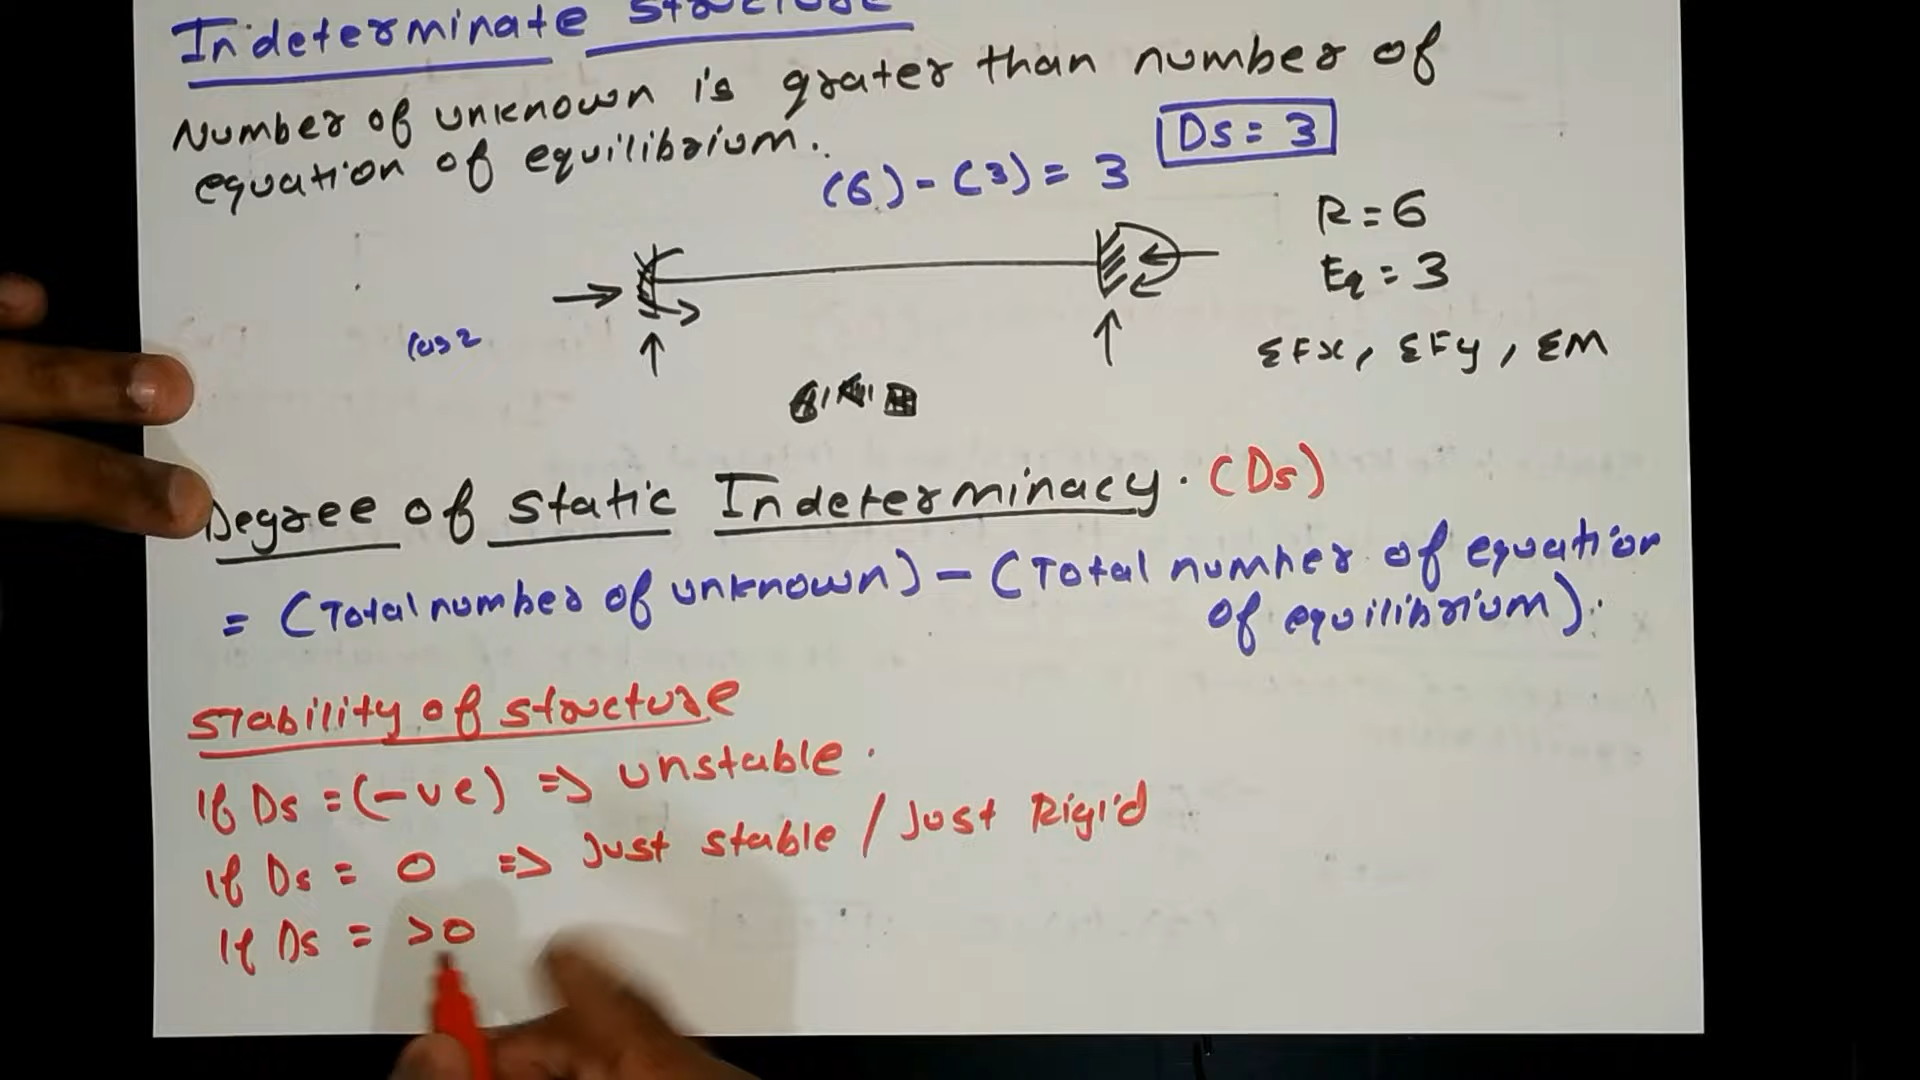 Indeterminate structure
Number of unknown is grater than number of
equation of equilibrium.
(6) - (3) = 3
Ds = 3
R = 6
Eq = 3
ΣFx, ΣFy, ΣM
Degree of static Indeterminacy. (Ds)
= (Total number of unknown) - (Total number of equation
of equilibrium).
Stability of structure
If Ds = (-ve) => unstable.
If Ds = 0 => Just stable / Just Rigid
If Ds = >0